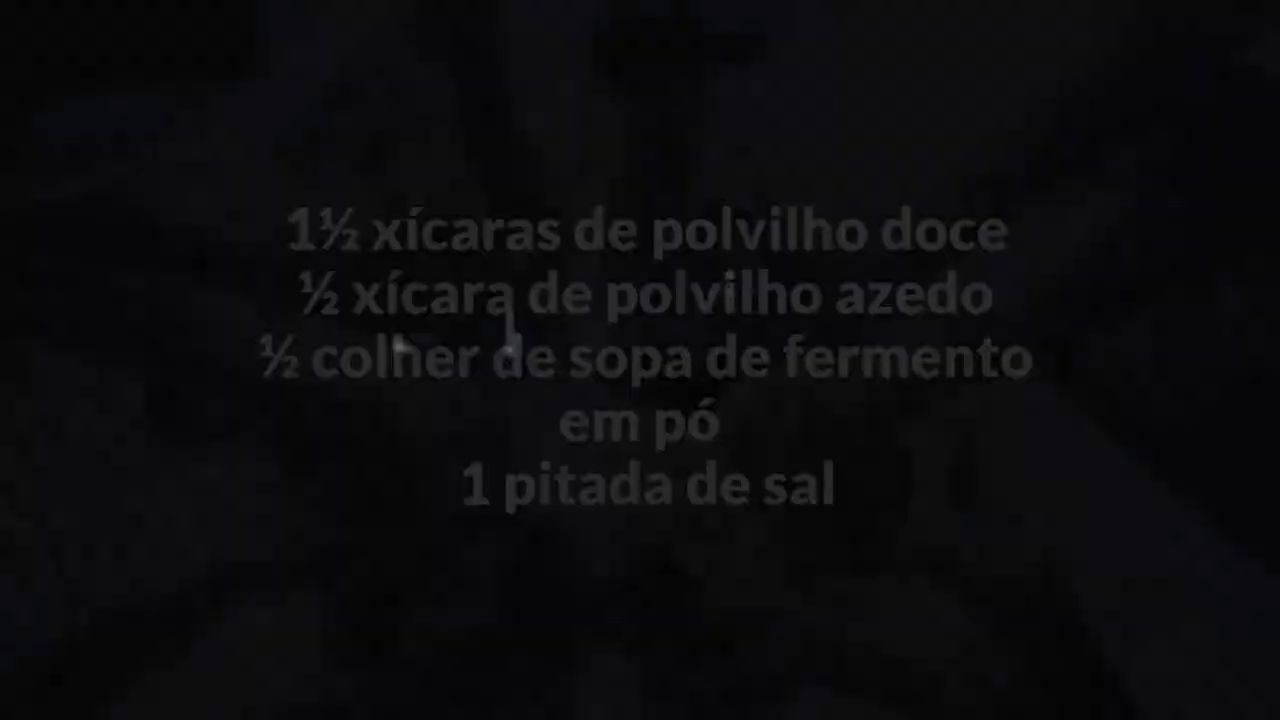 1½ xícaras de polvilho doce
½ xícara de polvilho azedo
½ colher de sopa de fermento
em pó
1 pitada de sal